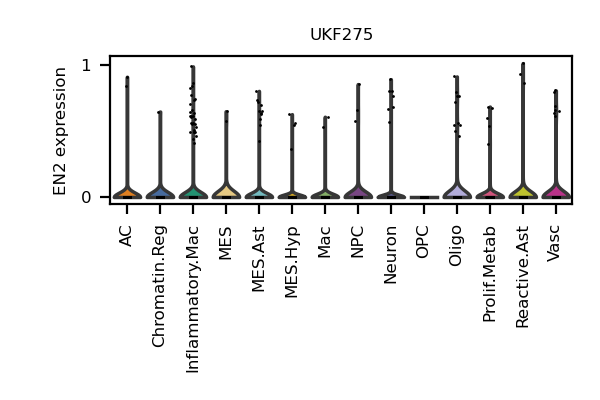 UKF275
EN2 expression
1
0
AC
Chromatin.Reg
Inflammatory.Mac
MES
MES.Ast
MES.Hyp
Mac
NPC
Neuron
OPC
Oligo
Prolif.Metab
Reactive.Ast
Vasc